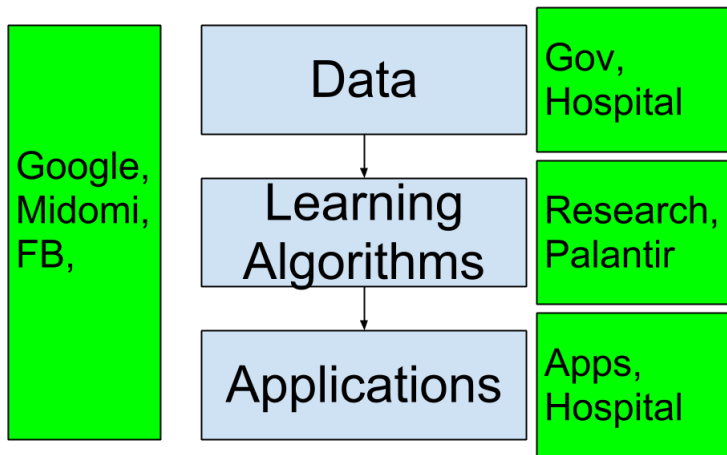 Google,
Midomi,
FB,
Data
Learning
Algorithms
Applications
Gov,
Hospital
Research,
Palantir
Apps,
Hospital